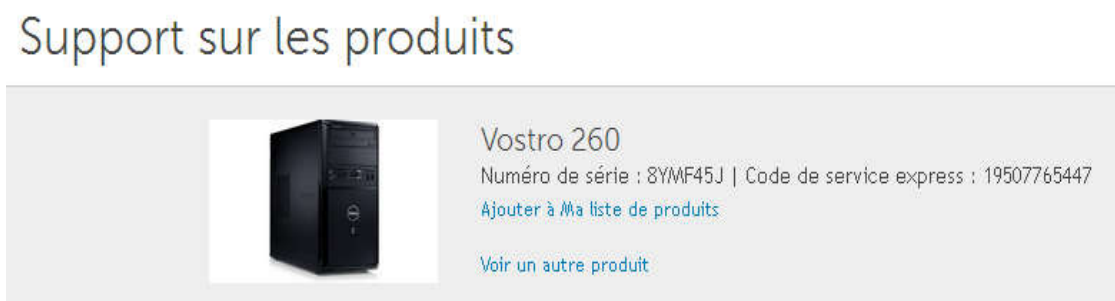 Support sur les produits
Vostro 260
Numéro de série : 8YMF45J | Code de service express : 19507765447
Ajouter à Ma liste de produits
Voir un autre produit